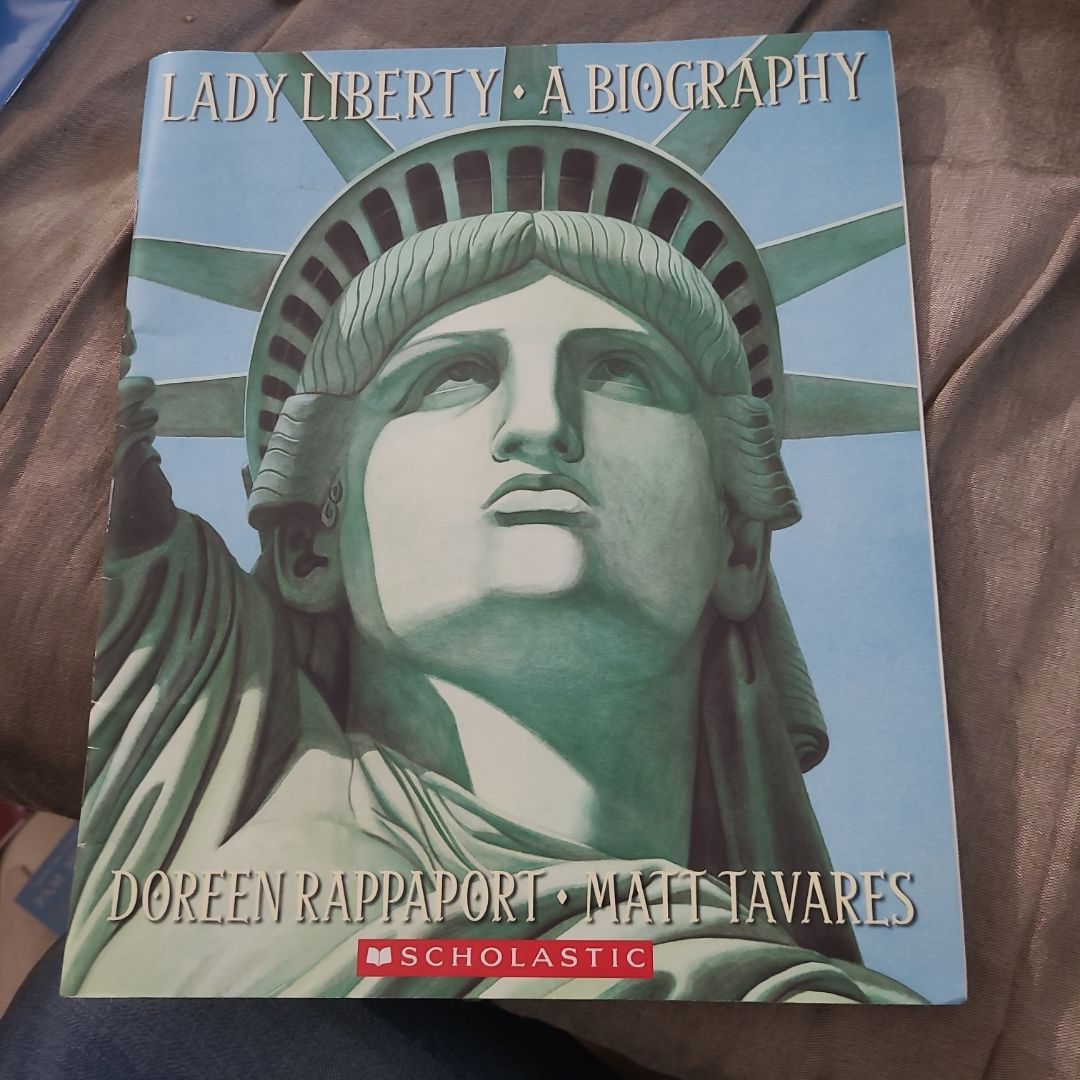 LADY LIBERTY • A BIOGRAPHY
DOREEN RAPPAPORT • MATT TAVARES
SCHOLASTIC